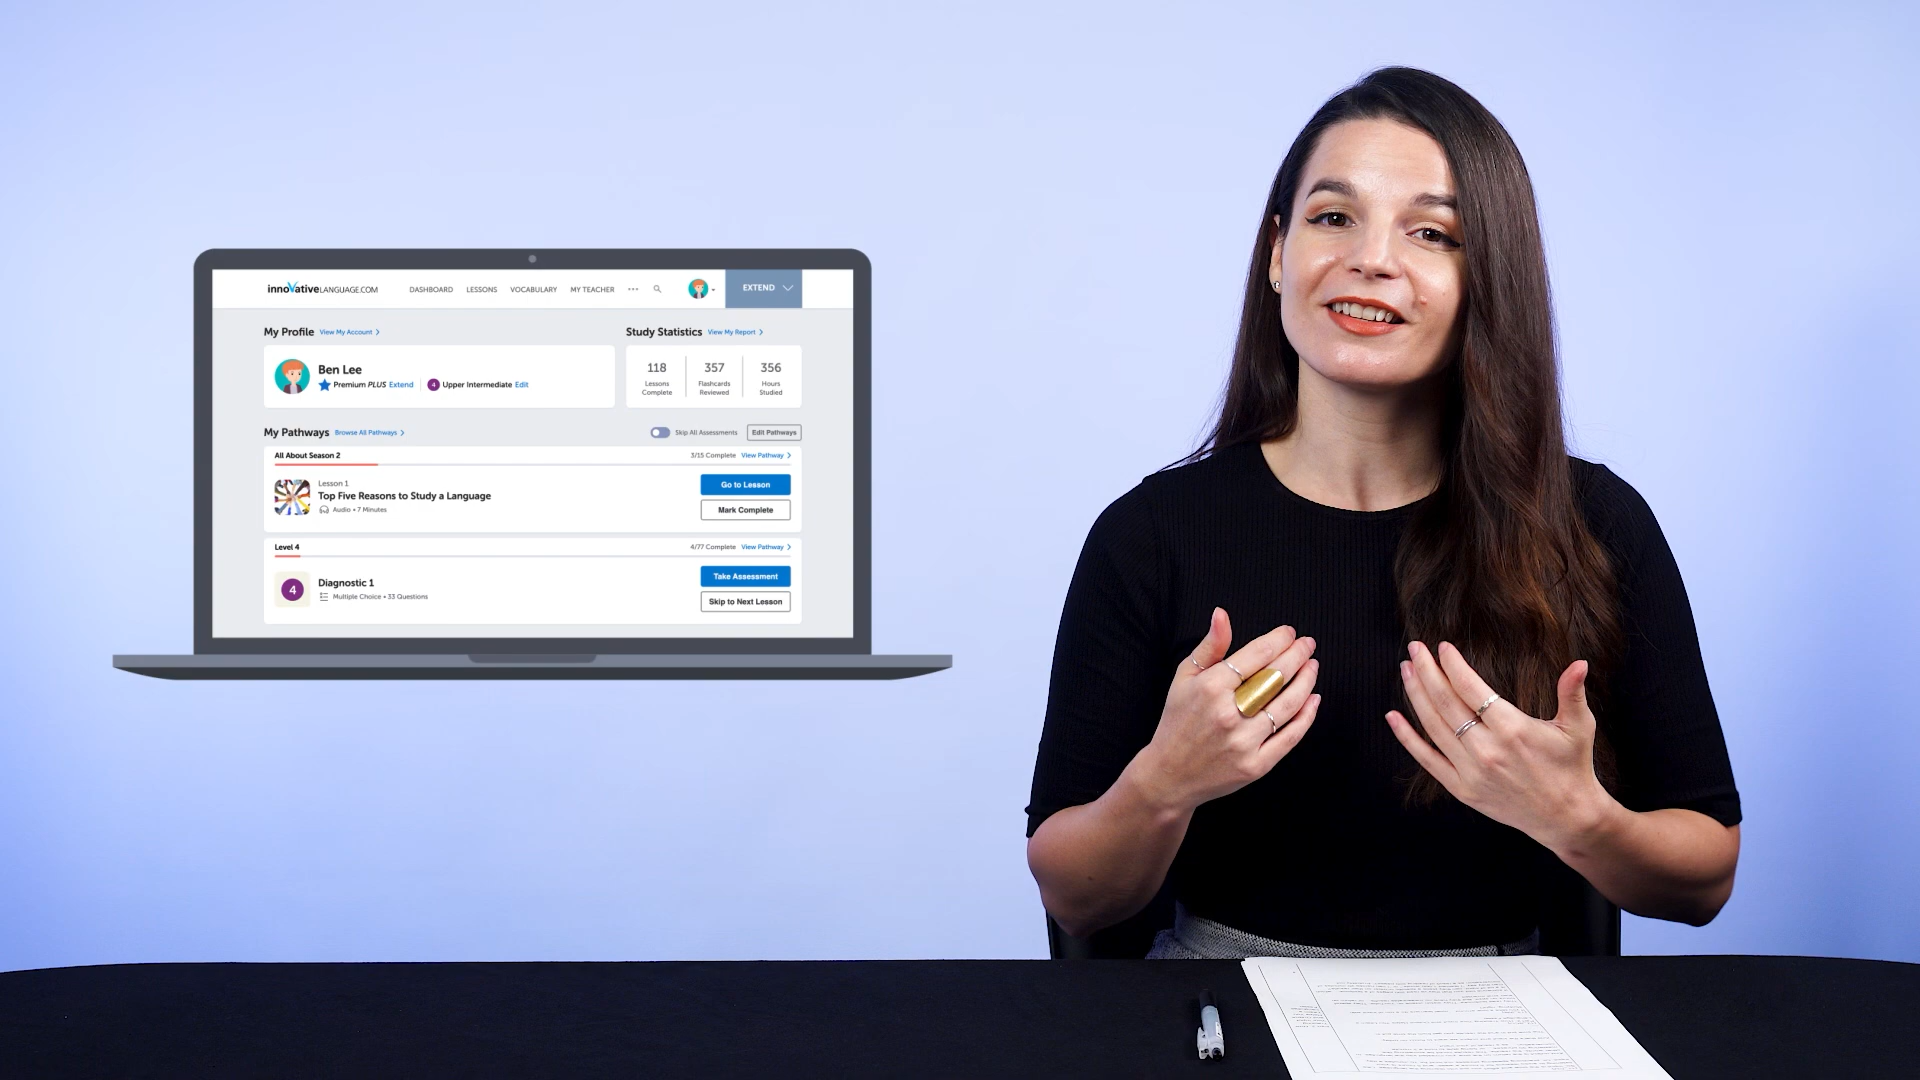 innoVative LANGUAGE.COM
DASHBOARD LESSONS VOCABULARY MY TEACHER ••• EXTEND
My Profile View My Account >
Ben Lee
Premium PLUS Extend 4 Upper Intermediate Edit
Study Statistics View My Report >
118 357 356
Lessons Complete Flashcards Reviewed Hours Studied
My Pathways Browse All Pathways > Skip All Assessments Edit Pathways
All About Season 2 3/15 Complete View Pathway >
Lesson 1
Top Five Reasons to Study a Language
Audio • 7 Minutes
Go to Lesson
Mark Complete
Level 4 4/77 Complete View Pathway >
4
Diagnostic 1
Multiple Choice • 33 Questions
Take Assessment
Skip to Next Lesson